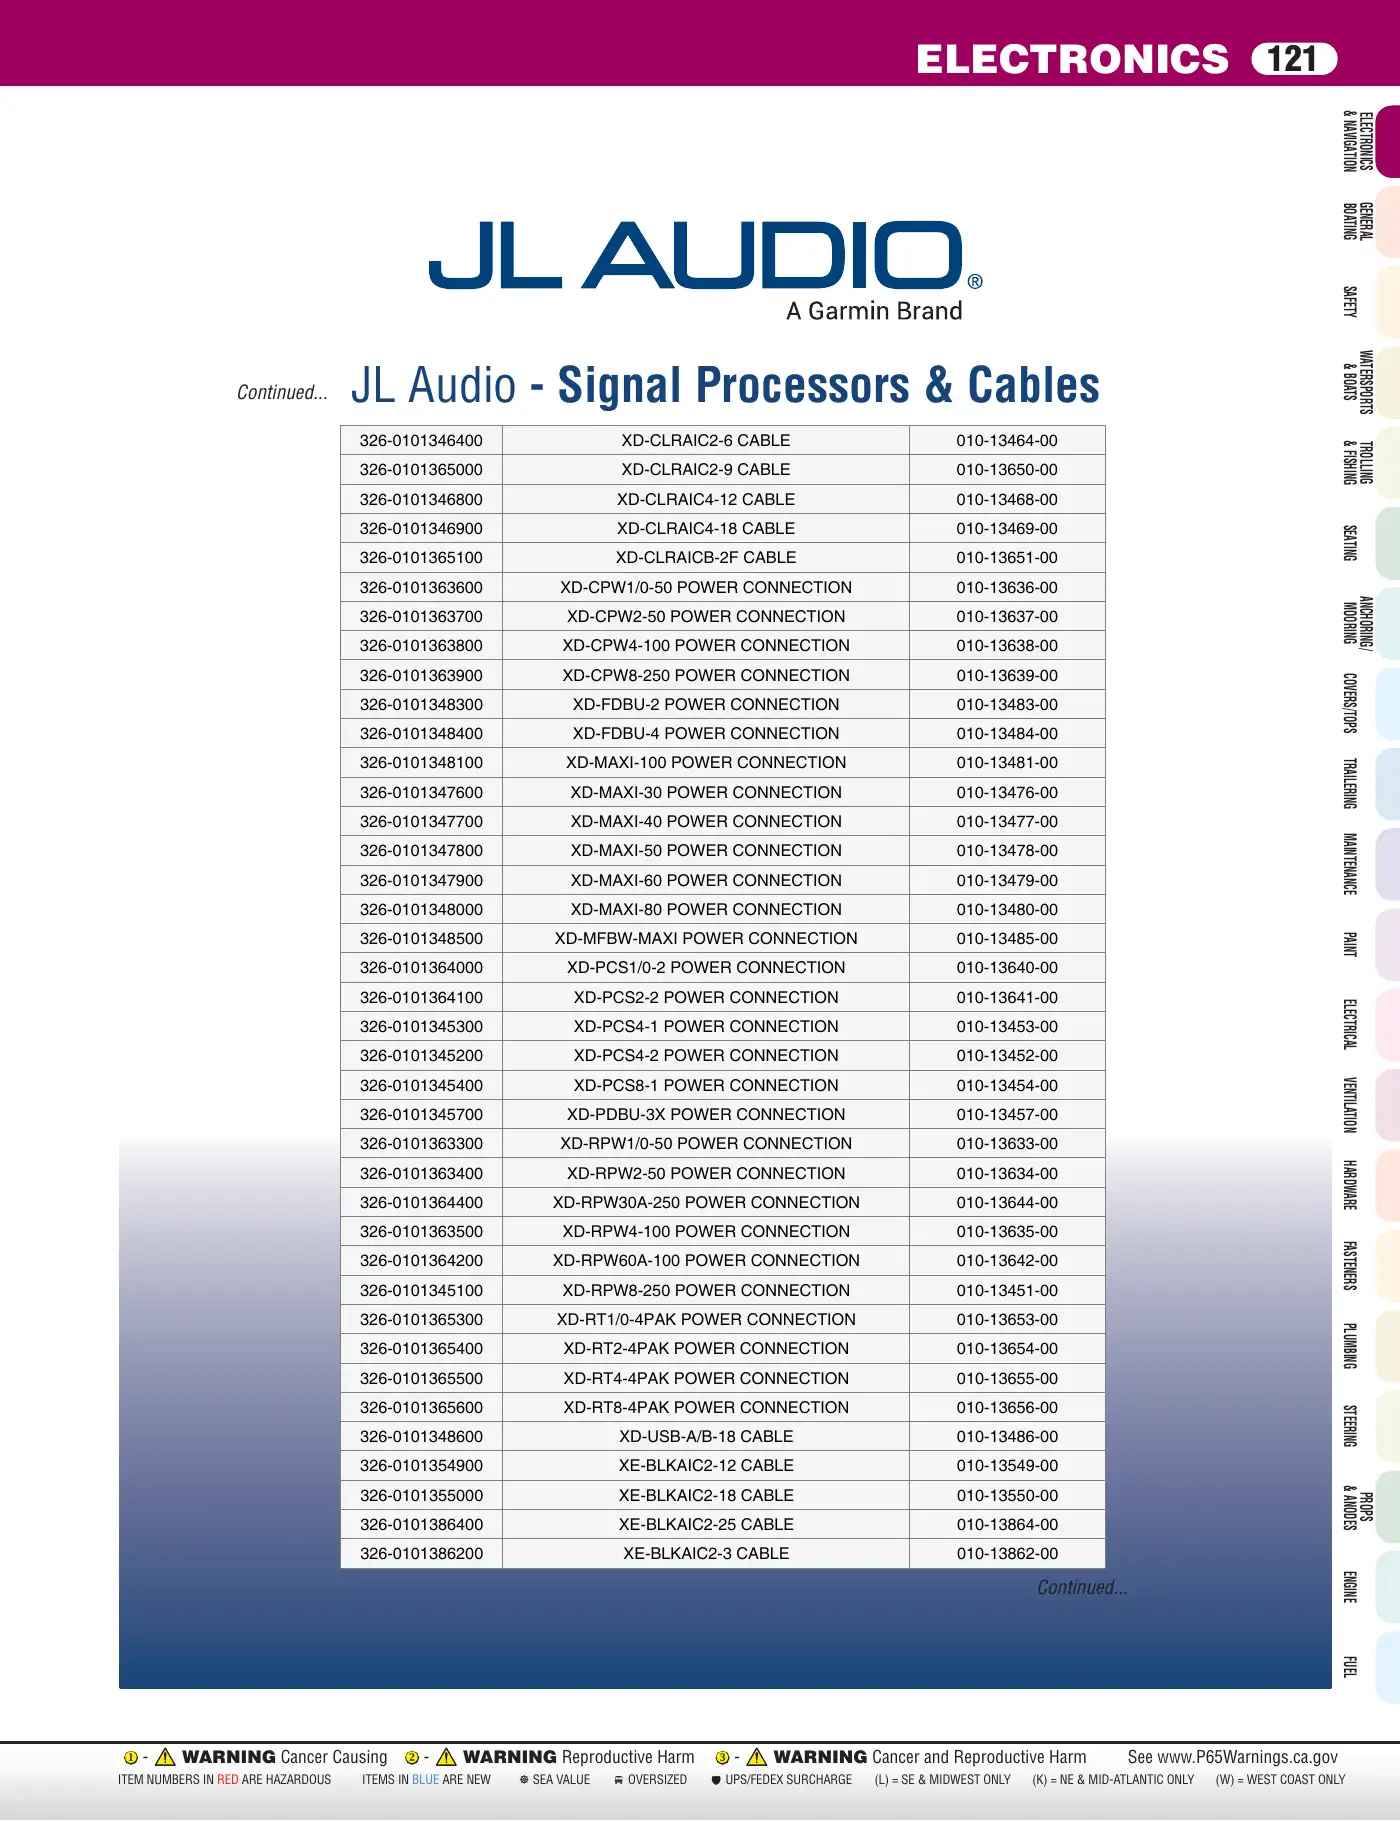 ELECTRONICS 121
JL AUDIO®
A Garmin Brand
Continued... JL Audio - Signal Processors & Cables
326-0101346400 XD-CLRAIC2-6 CABLE 010-13464-00
326-0101365000 XD-CLRAIC2-9 CABLE 010-13650-00
326-0101346800 XD-CLRAIC4-12 CABLE 010-13468-00
326-0101346900 XD-CLRAIC4-18 CABLE 010-13469-00
326-0101365100 XD-CLRAICB-2F CABLE 010-13651-00
326-0101363600 XD-CPW1/0-50 POWER CONNECTION 010-13636-00
326-0101363700 XD-CPW2-50 POWER CONNECTION 010-13637-00
326-0101363800 XD-CPW4-100 POWER CONNECTION 010-13638-00
326-0101363900 XD-CPW8-250 POWER CONNECTION 010-13639-00
326-0101348300 XD-FDBU-2 POWER CONNECTION 010-13483-00
326-0101348400 XD-FDBU-4 POWER CONNECTION 010-13484-00
326-0101348100 XD-MAXI-100 POWER CONNECTION 010-13481-00
326-0101347600 XD-MAXI-30 POWER CONNECTION 010-13476-00
326-0101347700 XD-MAXI-40 POWER CONNECTION 010-13477-00
326-0101347800 XD-MAXI-50 POWER CONNECTION 010-13478-00
326-0101347900 XD-MAXI-60 POWER CONNECTION 010-13479-00
326-0101348000 XD-MAXI-80 POWER CONNECTION 010-13480-00
326-0101348500 XD-MFBW-MAXI POWER CONNECTION 010-13485-00
326-0101364000 XD-PCS1/0-2 POWER CONNECTION 010-13640-00
326-0101364100 XD-PCS2-2 POWER CONNECTION 010-13641-00
326-0101345300 XD-PCS4-1 POWER CONNECTION 010-13453-00
326-0101345200 XD-PCS4-2 POWER CONNECTION 010-13452-00
326-0101345400 XD-PCS8-1 POWER CONNECTION 010-13454-00
326-0101345700 XD-PDBU-3X POWER CONNECTION 010-13457-00
326-0101363300 XD-RPW1/0-50 POWER CONNECTION 010-13633-00
326-0101363400 XD-RPW2-50 POWER CONNECTION 010-13634-00
326-0101364400 XD-RPW30A-250 POWER CONNECTION 010-13644-00
326-0101363500 XD-RPW4-100 POWER CONNECTION 010-13635-00
326-0101364200 XD-RPW60A-100 POWER CONNECTION 010-13642-00
326-0101345100 XD-RPW8-250 POWER CONNECTION 010-13451-00
326-0101365300 XD-RT1/0-4PAK POWER CONNECTION 010-13653-00
326-0101365400 XD-RT2-4PAK POWER CONNECTION 010-13654-00
326-0101365500 XD-RT4-4PAK POWER CONNECTION 010-13655-00
326-0101365600 XD-RT8-4PAK POWER CONNECTION 010-13656-00
326-0101348600 XD-USB-A/B-18 CABLE 010-13486-00
326-0101354900 XE-BLKAIC2-12 CABLE 010-13549-00
326-0101355000 XE-BLKAIC2-18 CABLE 010-13550-00
326-0101386400 XE-BLKAIC2-25 CABLE 010-13864-00
326-0101386200 XE-BLKAIC2-3 CABLE 010-13862-00
Continued...
ELECTRONICS
& NAVIGATION
GENERAL
BOATING
SAFETY
WATERSPORTS
& BOATS
TROLLING
& FISHING
SEATING
ANCHORING/
MOORING
COVERS/TOPS
TRAILERING
MAINTENANCE
PAINT
ELECTRICAL
VENTILATION
HARDWARE
FASTENERS
PLUMBING
STEERING
PROPS
& ANODES
ENGINE
FUEL
1 - WARNING Cancer Causing 2 - WARNING Reproductive Harm 3 - WARNING Cancer and Reproductive Harm See www.P65Warnings.ca.gov
ITEM NUMBERS IN RED ARE HAZARDOUS ITEMS IN BLUE ARE NEW SEA VALUE OVERSIZED UPS/FEDEX SURCHARGE (L) = SE & MIDWEST ONLY (K) = NE & MID-ATLANTIC ONLY (W) = WEST COAST ONLY